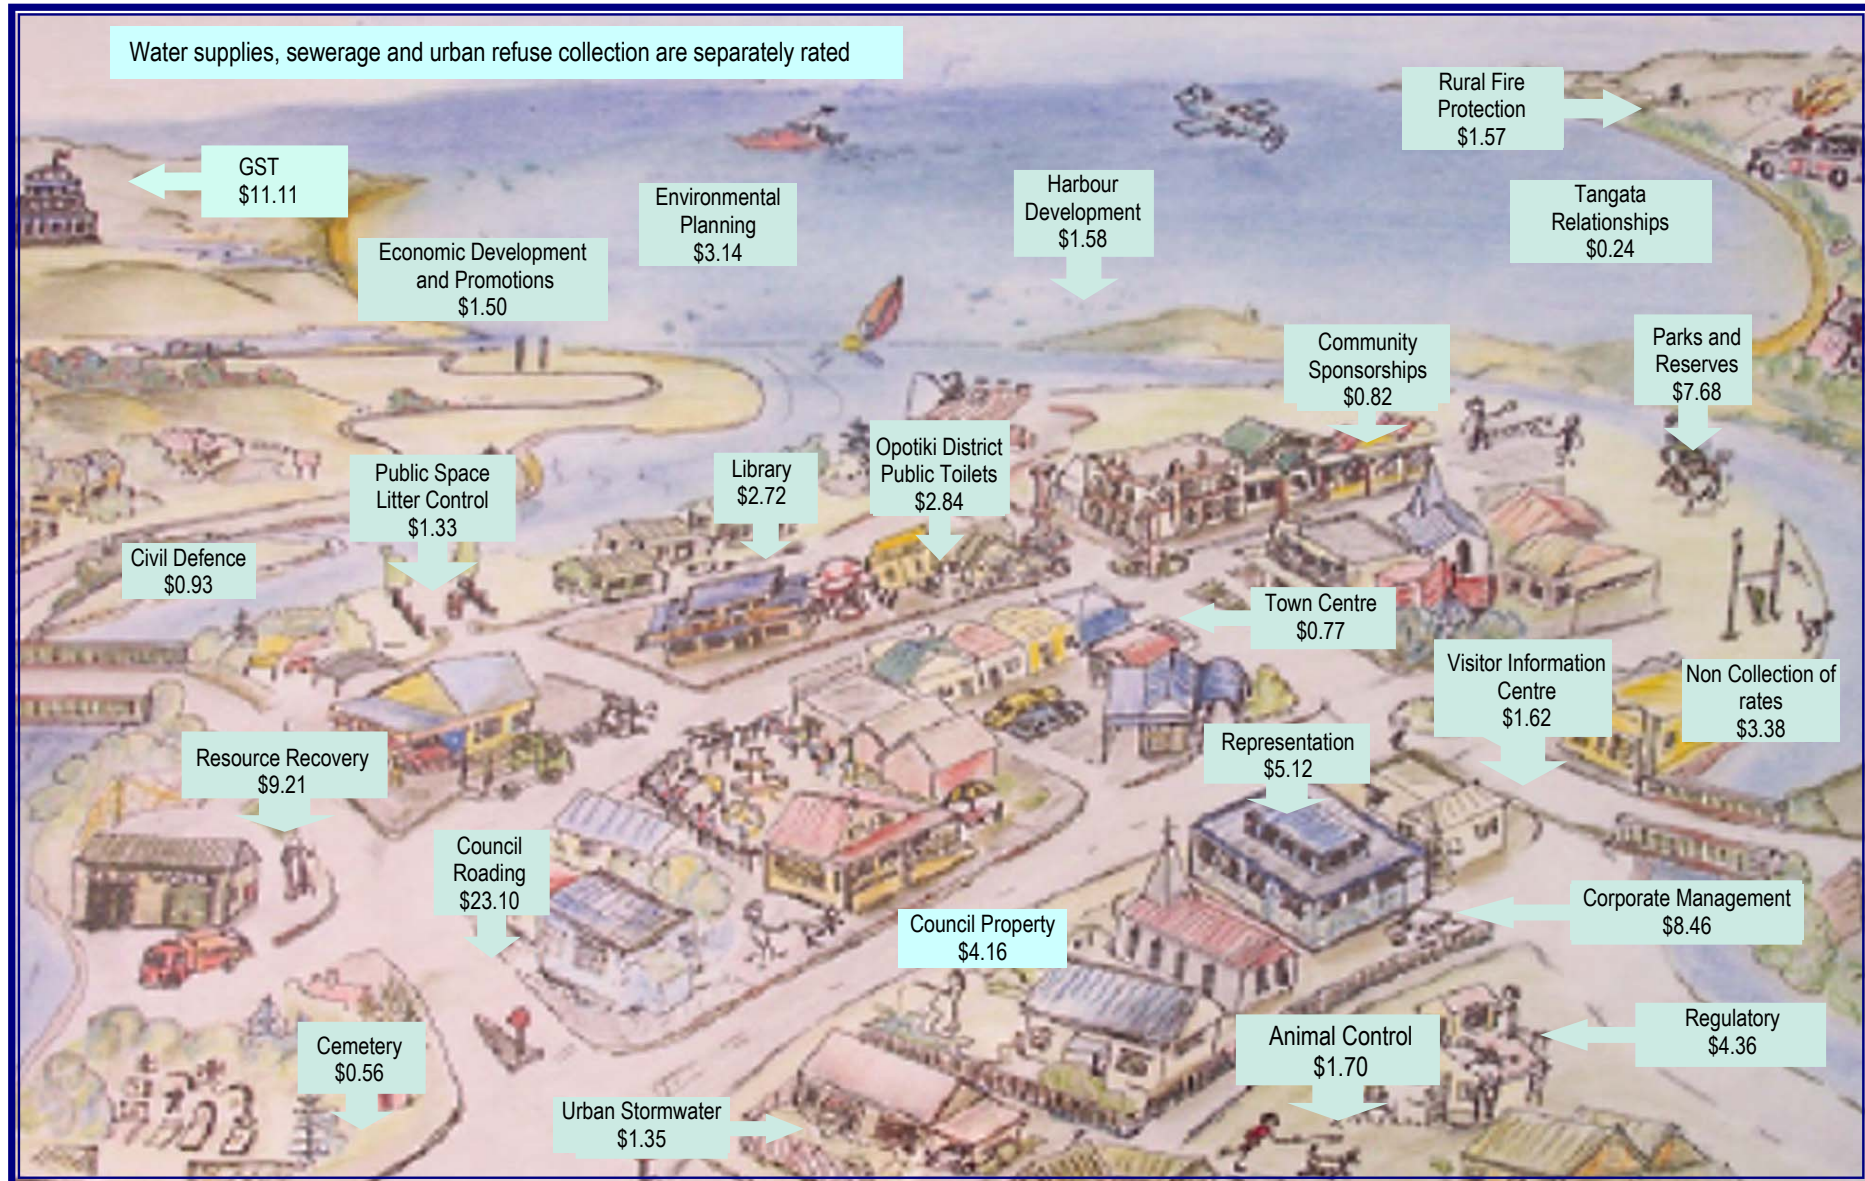 Water supplies, sewerage and urban refuse collection are separately rated
Rural Fire
Protection
$1.57
GST
$11.11
Environmental
Planning
$3.14
Harbour
Development
$1.58
Tangata
Relationships
$0.24
Economic Development
and Promotions
$1.50
Community
Sponsorships
$0.82
Parks and
Reserves
$7.68
Public Space
Litter Control
$1.33
Library
$2.72
Opotiki District
Public Toilets
$2.84
Civil Defence
$0.93
Town Centre
$0.77
Visitor Information
Centre
$1.62
Non Collection of
rates
$3.38
Resource Recovery
$9.21
Representation
$5.12
Council
Roading
$23.10
Council Property
$4.16
Corporate Management
$8.46
Cemetery
$0.56
Animal Control
$1.70
Regulatory
$4.36
Urban Stormwater
$1.35